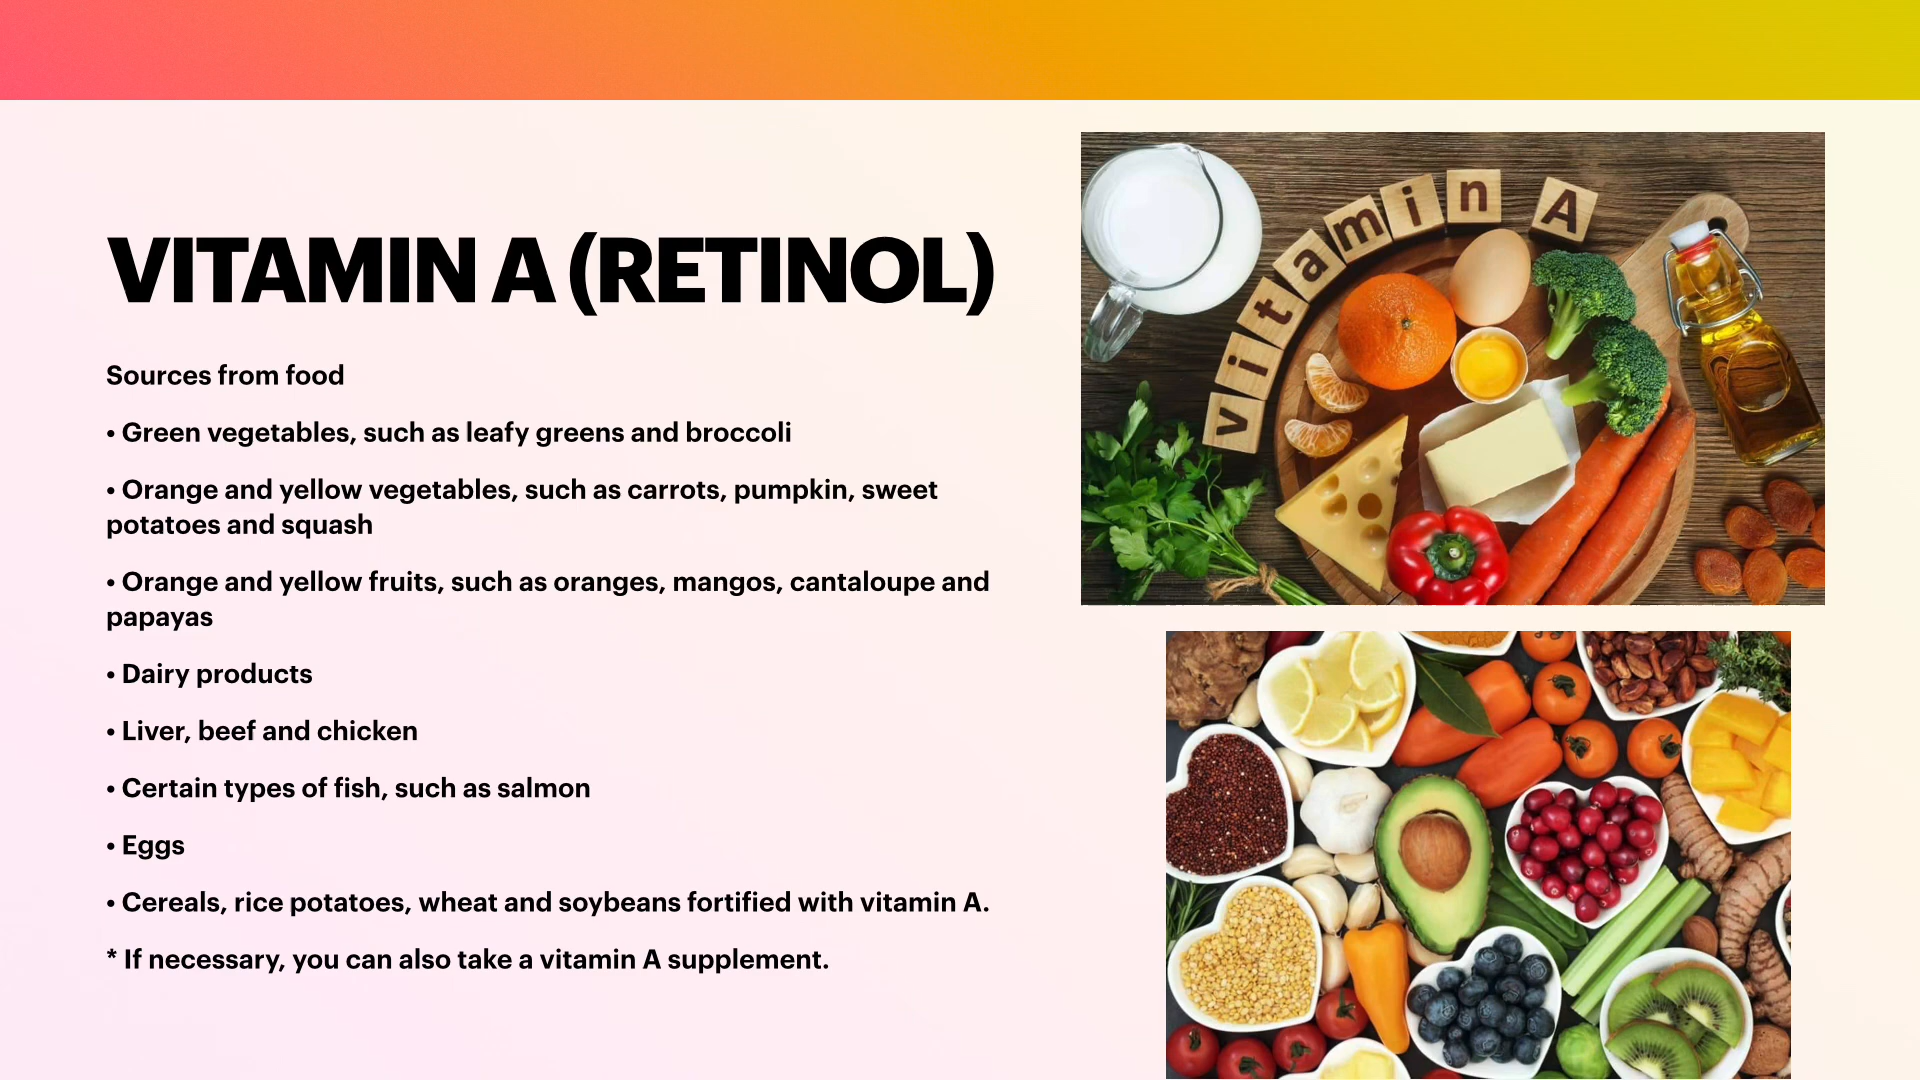 VITAMIN A (RETINOL)
Sources from food
• Green vegetables, such as leafy greens and broccoli
• Orange and yellow vegetables, such as carrots, pumpkin, sweet
potatoes and squash
• Orange and yellow fruits, such as oranges, mangos, cantaloupe and
papayas
• Dairy products
• Liver, beef and chicken
• Certain types of fish, such as salmon
• Eggs
• Cereals, rice potatoes, wheat and soybeans fortified with vitamin A.
* If necessary, you can also take a vitamin A supplement.
vitamin A